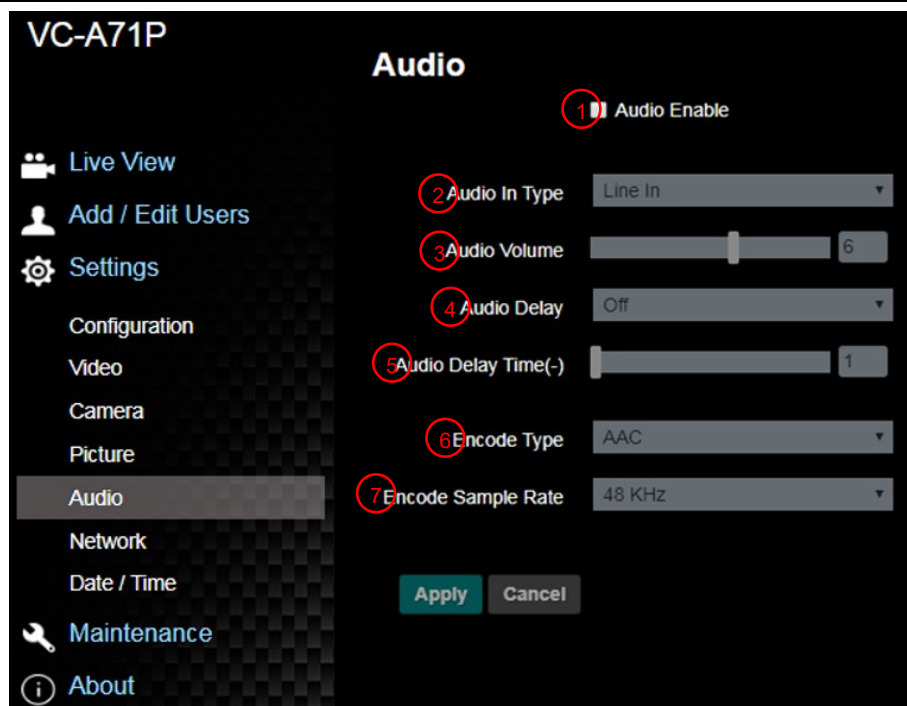 VC-A71P
Live View
Add / Edit Users
Settings
Configuration
Video
Camera
Picture
Audio
Network
Date / Time
Maintenance
About
Audio
1 Audio Enable
2 Audio In Type Line In
3 Audio Volume 6
4 Audio Delay Off
5 Audio Delay Time(-) 1
6 Encode Type AAC
7 Encode Sample Rate 48 KHz
Apply Cancel